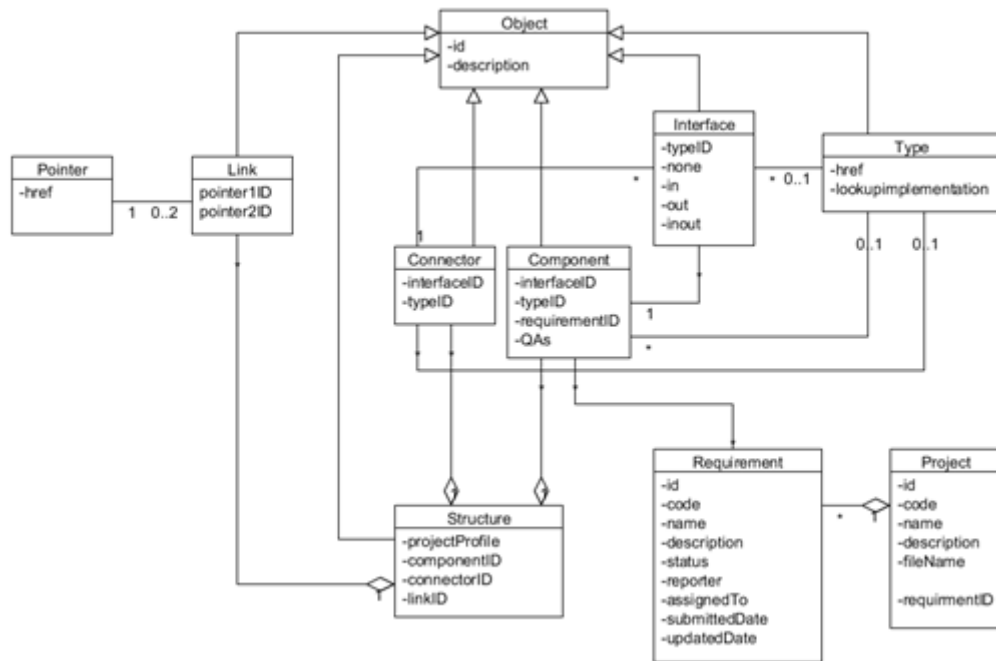 Object
-id
-description
Interface
-typeID
-none
-in
-out
-inout
Type
-href
-lookupimplementation
Pointer
-href
Link
pointer1ID
pointer2ID
1
0..2
*
*
0..1
0..1
0..1
1
Connector
-interfaceID
-typeID
Component
-interfaceID
-typeID
-requirementID
-QAs
*
1
*
*
*
*
*
*
1
1
Structure
-projectProfile
-componentID
-connectorID
-linkID
*
1
Requirement
-id
-code
-name
-description
-status
-reporter
-assignedTo
-submittedDate
-updatedDate
*
1
Project
-id
-code
-name
-description
-fileName
-requirmentID